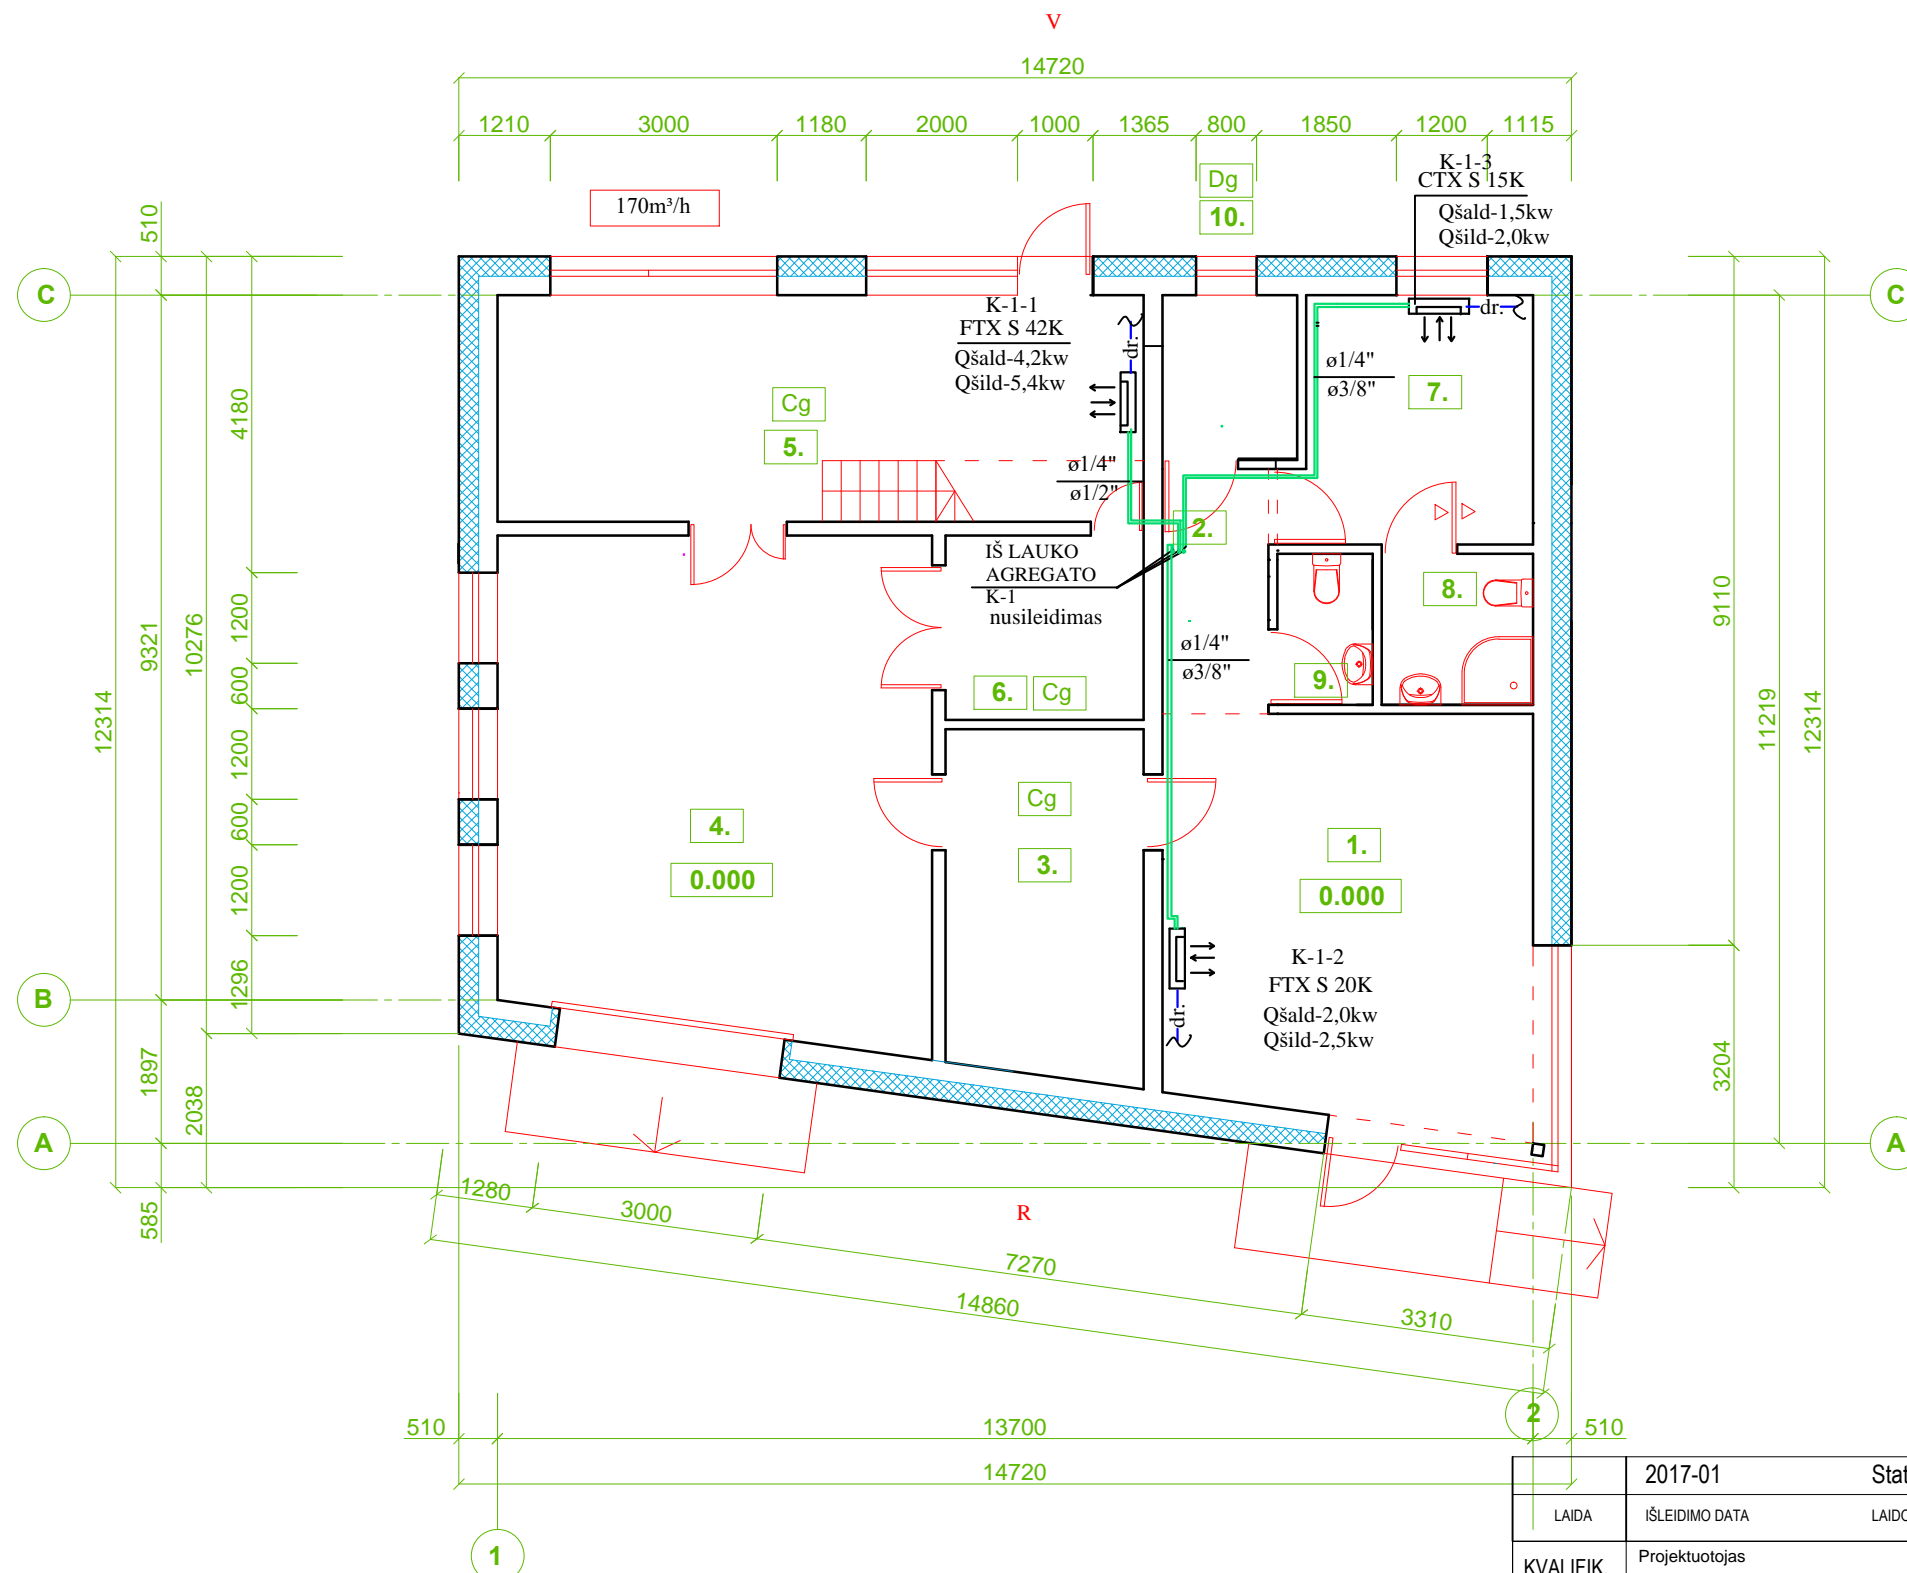 V
14720
1210 3000 1180 2000 1000 1365 800 1850 1200 1115
170m³/h
Dg
10.
K-1-3
CTX S 15K
Qšald-1,5kw
Qšild-2,0kw
510
C
C
K-1-1
FTX S 42K
Qšald-4,2kw
Qšild-5,4kw
dr.
dr.
ø1/4"
ø3/8"
7.
Cg
5.
4180
ø1/4"
ø1/2"
2.
IŠ LAUKO
AGREGATO
K-1
nusileidimas
8.
9110
1200
9321
10276
ø1/4"
ø3/8"
9.
6. Cg
600
12314
11219
12314
1200
Cg
600
4.
0.000
3.
1.
0.000
1200
K-1-2
FTX S 20K
Qšald-2,0kw
Qšild-2,5kw
dr.
1296
B
1897
2038
3204
A
A
585
1280
3000
R
7270
14860
3310
2
510 13700 510
14720
1
2017-01 Stat
LAIDA IŠLEIDIMO DATA LAIDO
KVALIFIK. Projektuotojas